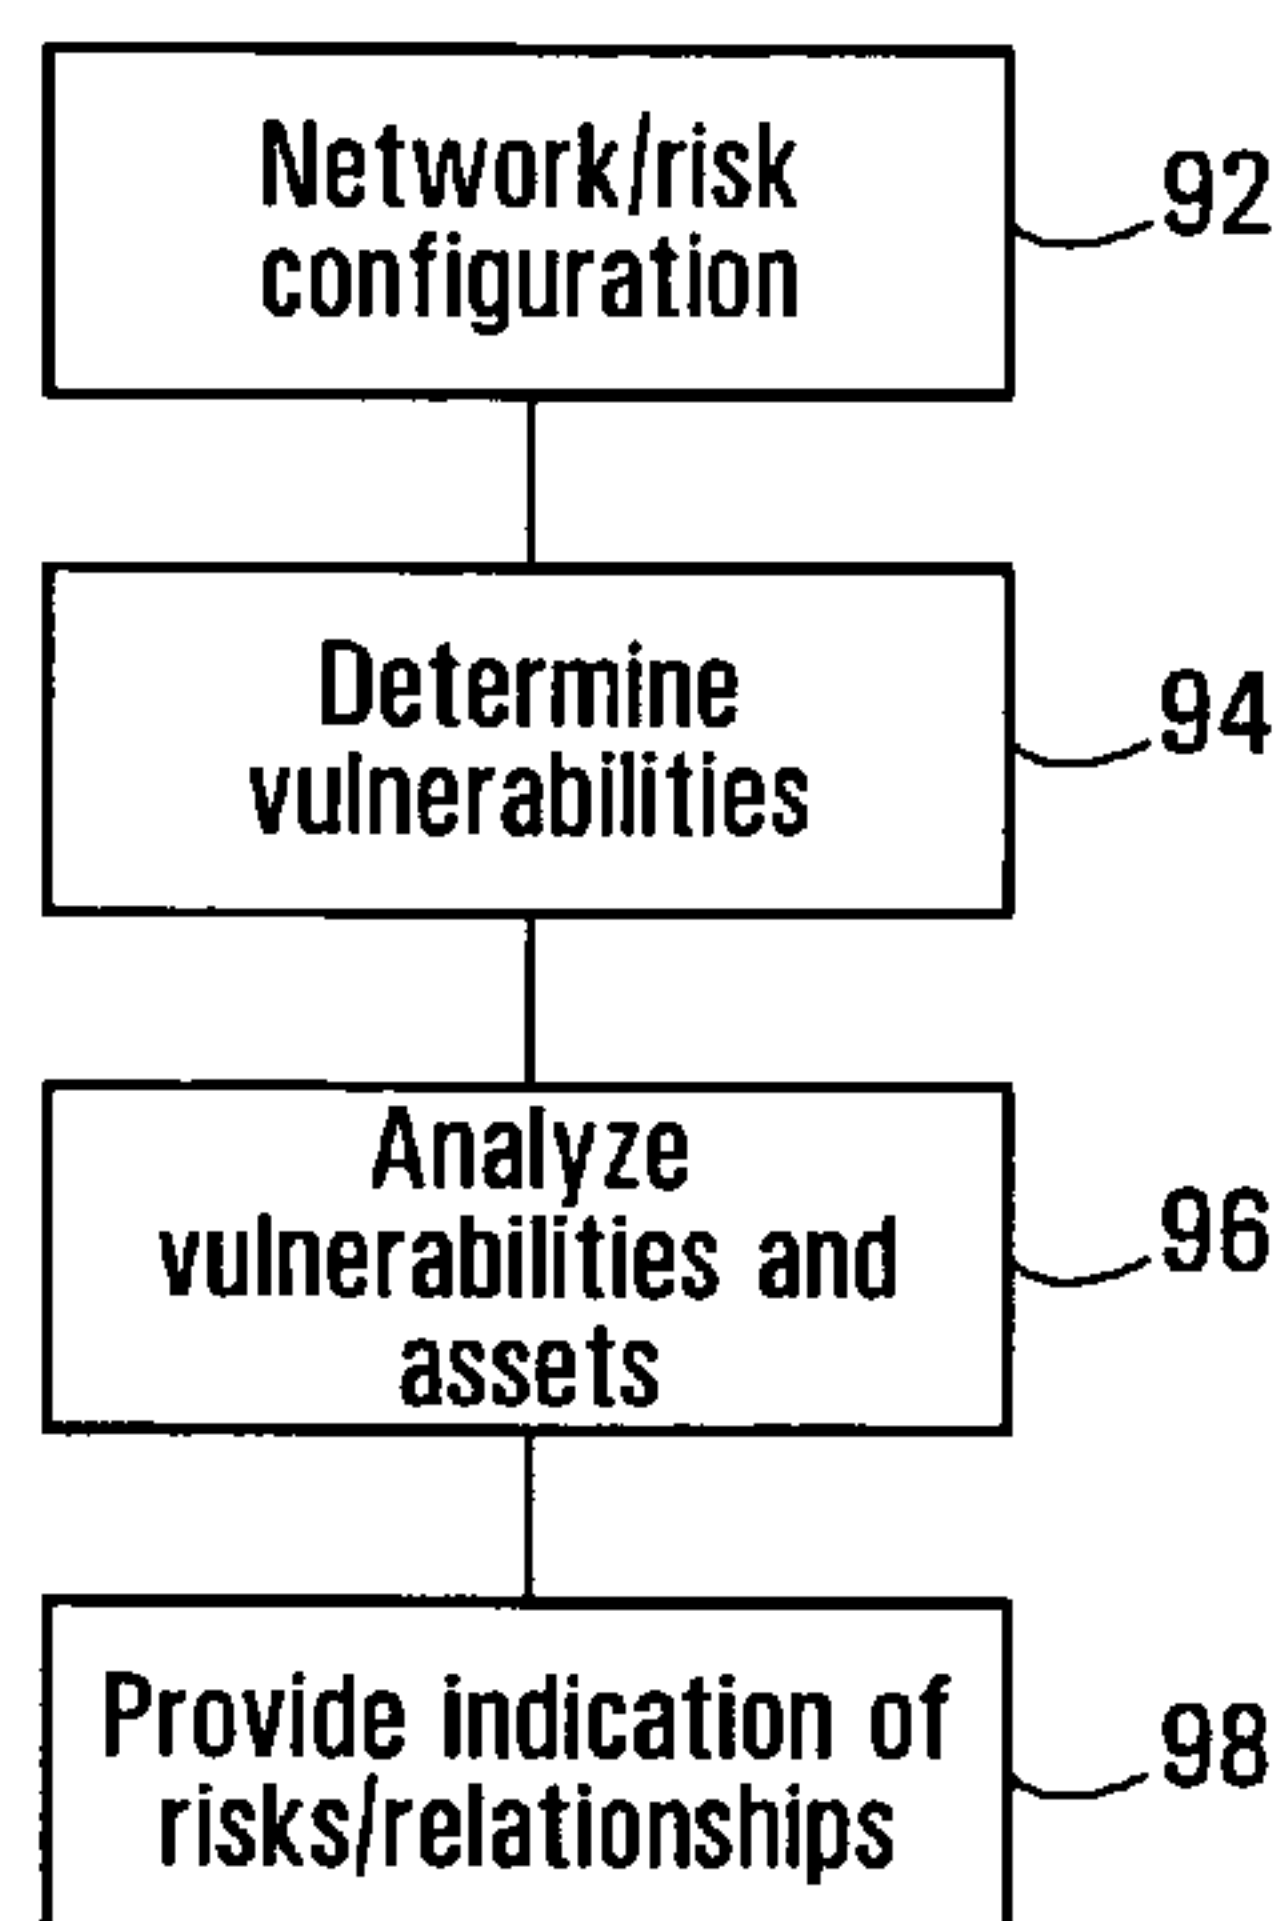 Network/risk
configuration
92
Determine
vulnerabilities
94
Analyze
vulnerabilities and
assets
96
Provide indication of
risks/relationships
98